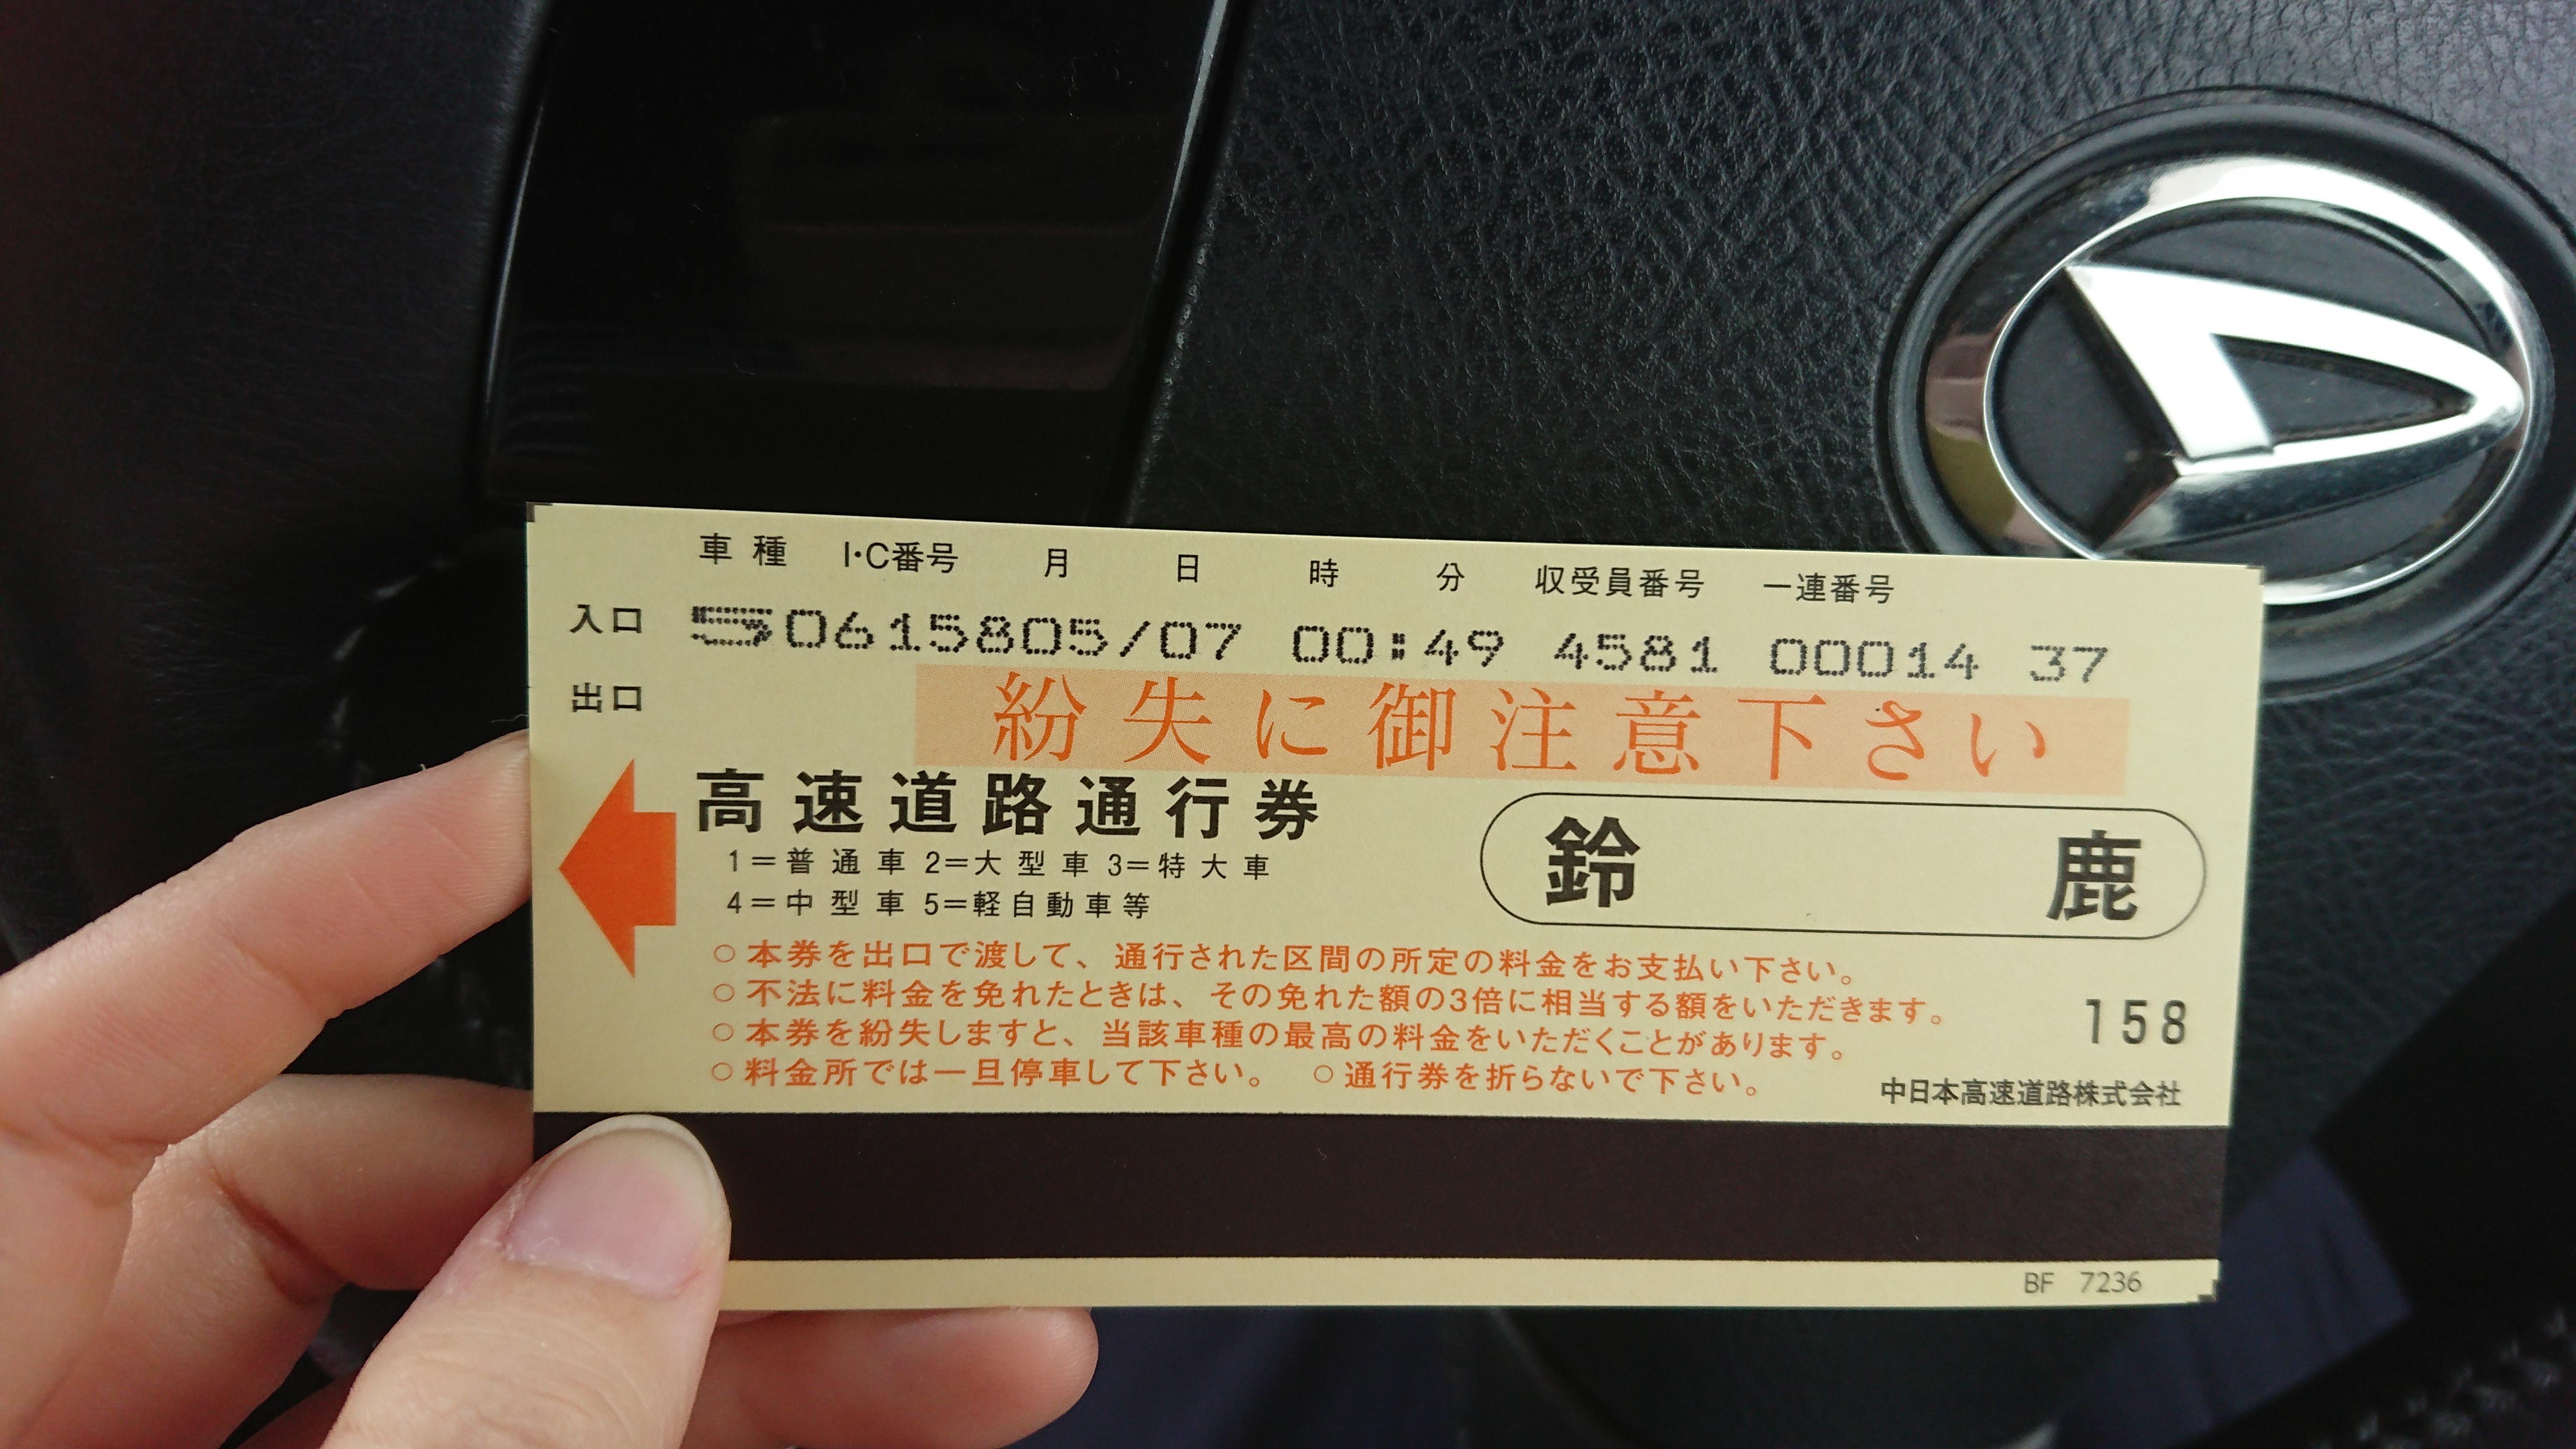 車種 I・C番号 月 日 時 分 収受員番号 一連番号
入口 5 0615805/07 00:49 4581 00014 37
出口
紛失に御注意下さい
高速道路通行券
鈴鹿
1=普通車 2=大型車 3=特大車
4=中型車 5=軽自動車等
○本券を出口で渡して、通行された区間の所定の料金をお支払い下さい。
○不法に料金を免れたときは、その免れた額の3倍に相当する額をいただきます。
○本券を紛失しますと、当該車種の最高の料金をいただくことがあります。
○料金所では一旦停車して下さい。 ○通行券を折らないで下さい。
158
中日本高速道路株式会社
BF 7236